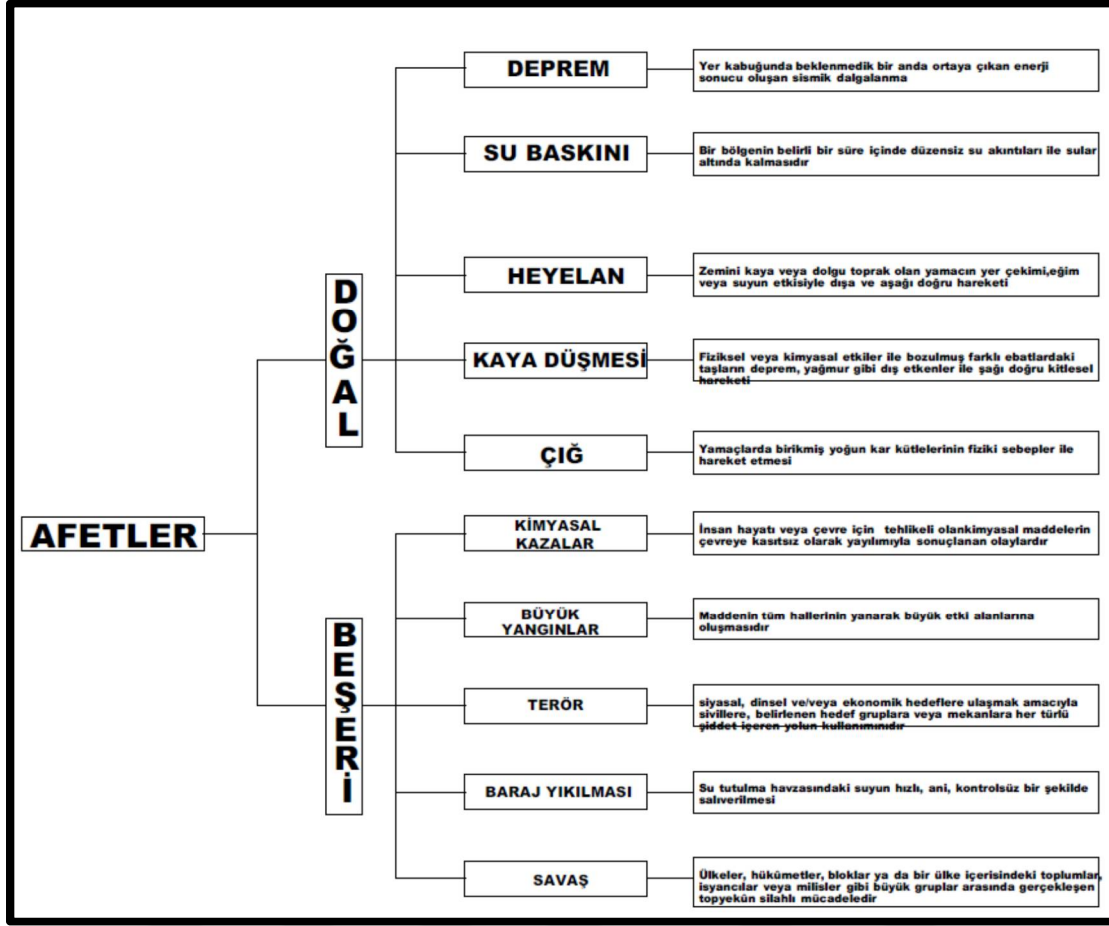 AFETLER
DOĞAL
DEPREM
Yer kabuğunda beklenmedik bir anda ortaya çıkan enerji
sonucu oluşan sismik dalgalanma
SU BASKINI
Bir bölgenin belirli bir süre içinde düzensiz su akıntıları ile sular
altında kalmasıdır
HEYELAN
Zemini kaya veya dolgu toprak olan yamacın yer çekimi,eğim
veya suyun etkisiyle dışa ve aşağı doğru hareketi
KAYA DÜŞMESİ
Fiziksel veya kimyasal etkiler ile bozulmuş farklı ebatlardaki
taşların deprem, yağmur gibi dış etkenler ile şağı doğru kitlesel
hareketi
ÇIĞ
Yamaçlarda birikmiş yoğun kar kütlelerinin fiziki sebepler ile
hareket etmesi
BEŞERİ
KİMYASAL
KAZALAR
İnsan hayatı veya çevre için tehlikeli olankimyasal maddelerin
çevreye kasıtsız olarak yayılımıyla sonuçlanan olaylardır
BÜYÜK
YANGINLAR
Maddenin tüm hallerinin yanarak büyük etki alanlarına
oluşmasıdır
TERÖR
siyasal, dinsel ve/veya ekonomik hedeflere ulaşmak amacıyla
sivillere, belirlenen hedef gruplara veya mekanlara her türlü
şiddet içeren yolun kullanımınıdır
BARAJ YIKILMASI
Su tutulma havzasındaki suyun hızlı, ani, kontrolsüz bir şekilde
salıverilmesi
SAVAŞ
Ülkeler, hükûmetler, bloklar ya da bir ülke içerisindeki toplumlar,
isyancılar veya milisler gibi büyük gruplar arasında gerçekleşen
topyekûn silahlı mücadeledir